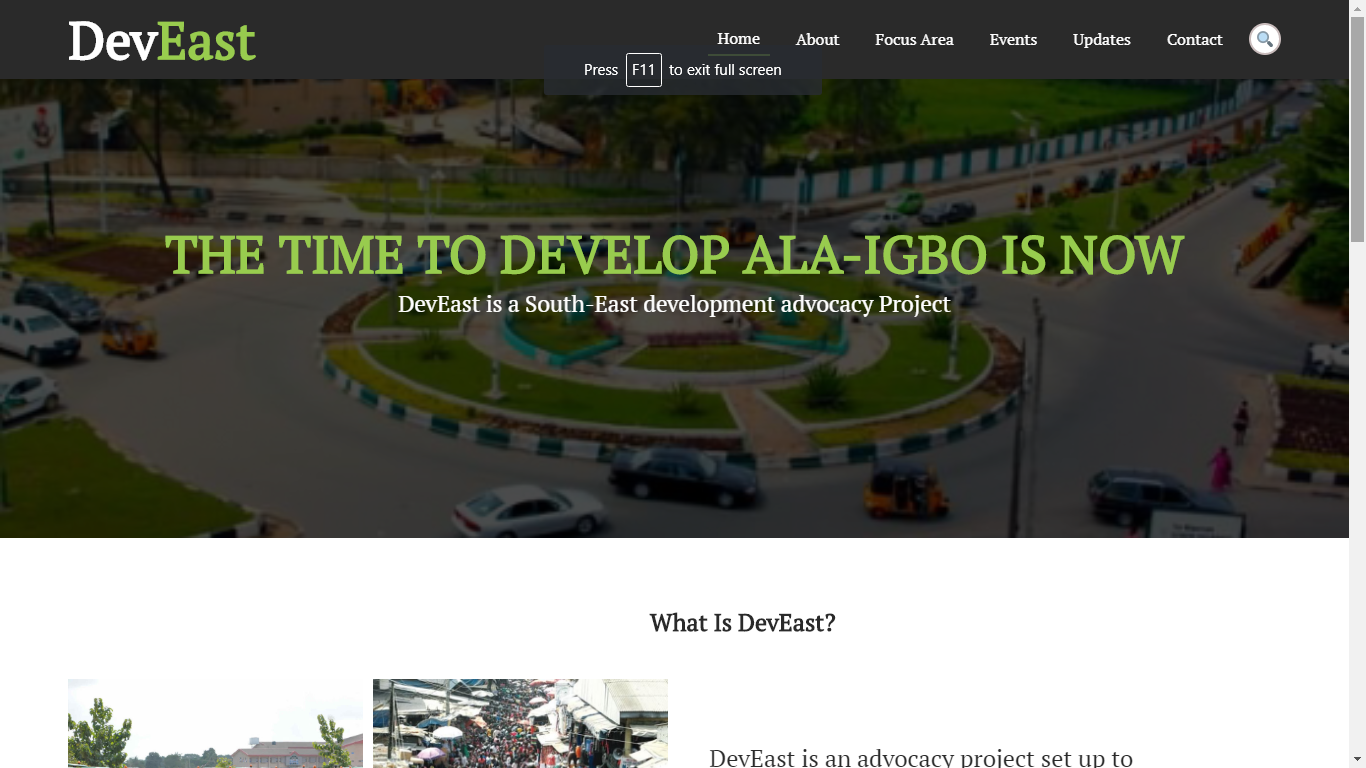 DevEast
Home About Focus Area Events Updates Contact
Press F11 to exit full screen
THE TIME TO DEVELOP ALA-IGBO IS NOW
DevEast is a South-East development advocacy Project
What Is DevEast?
DevEast is an advocacy project set up to